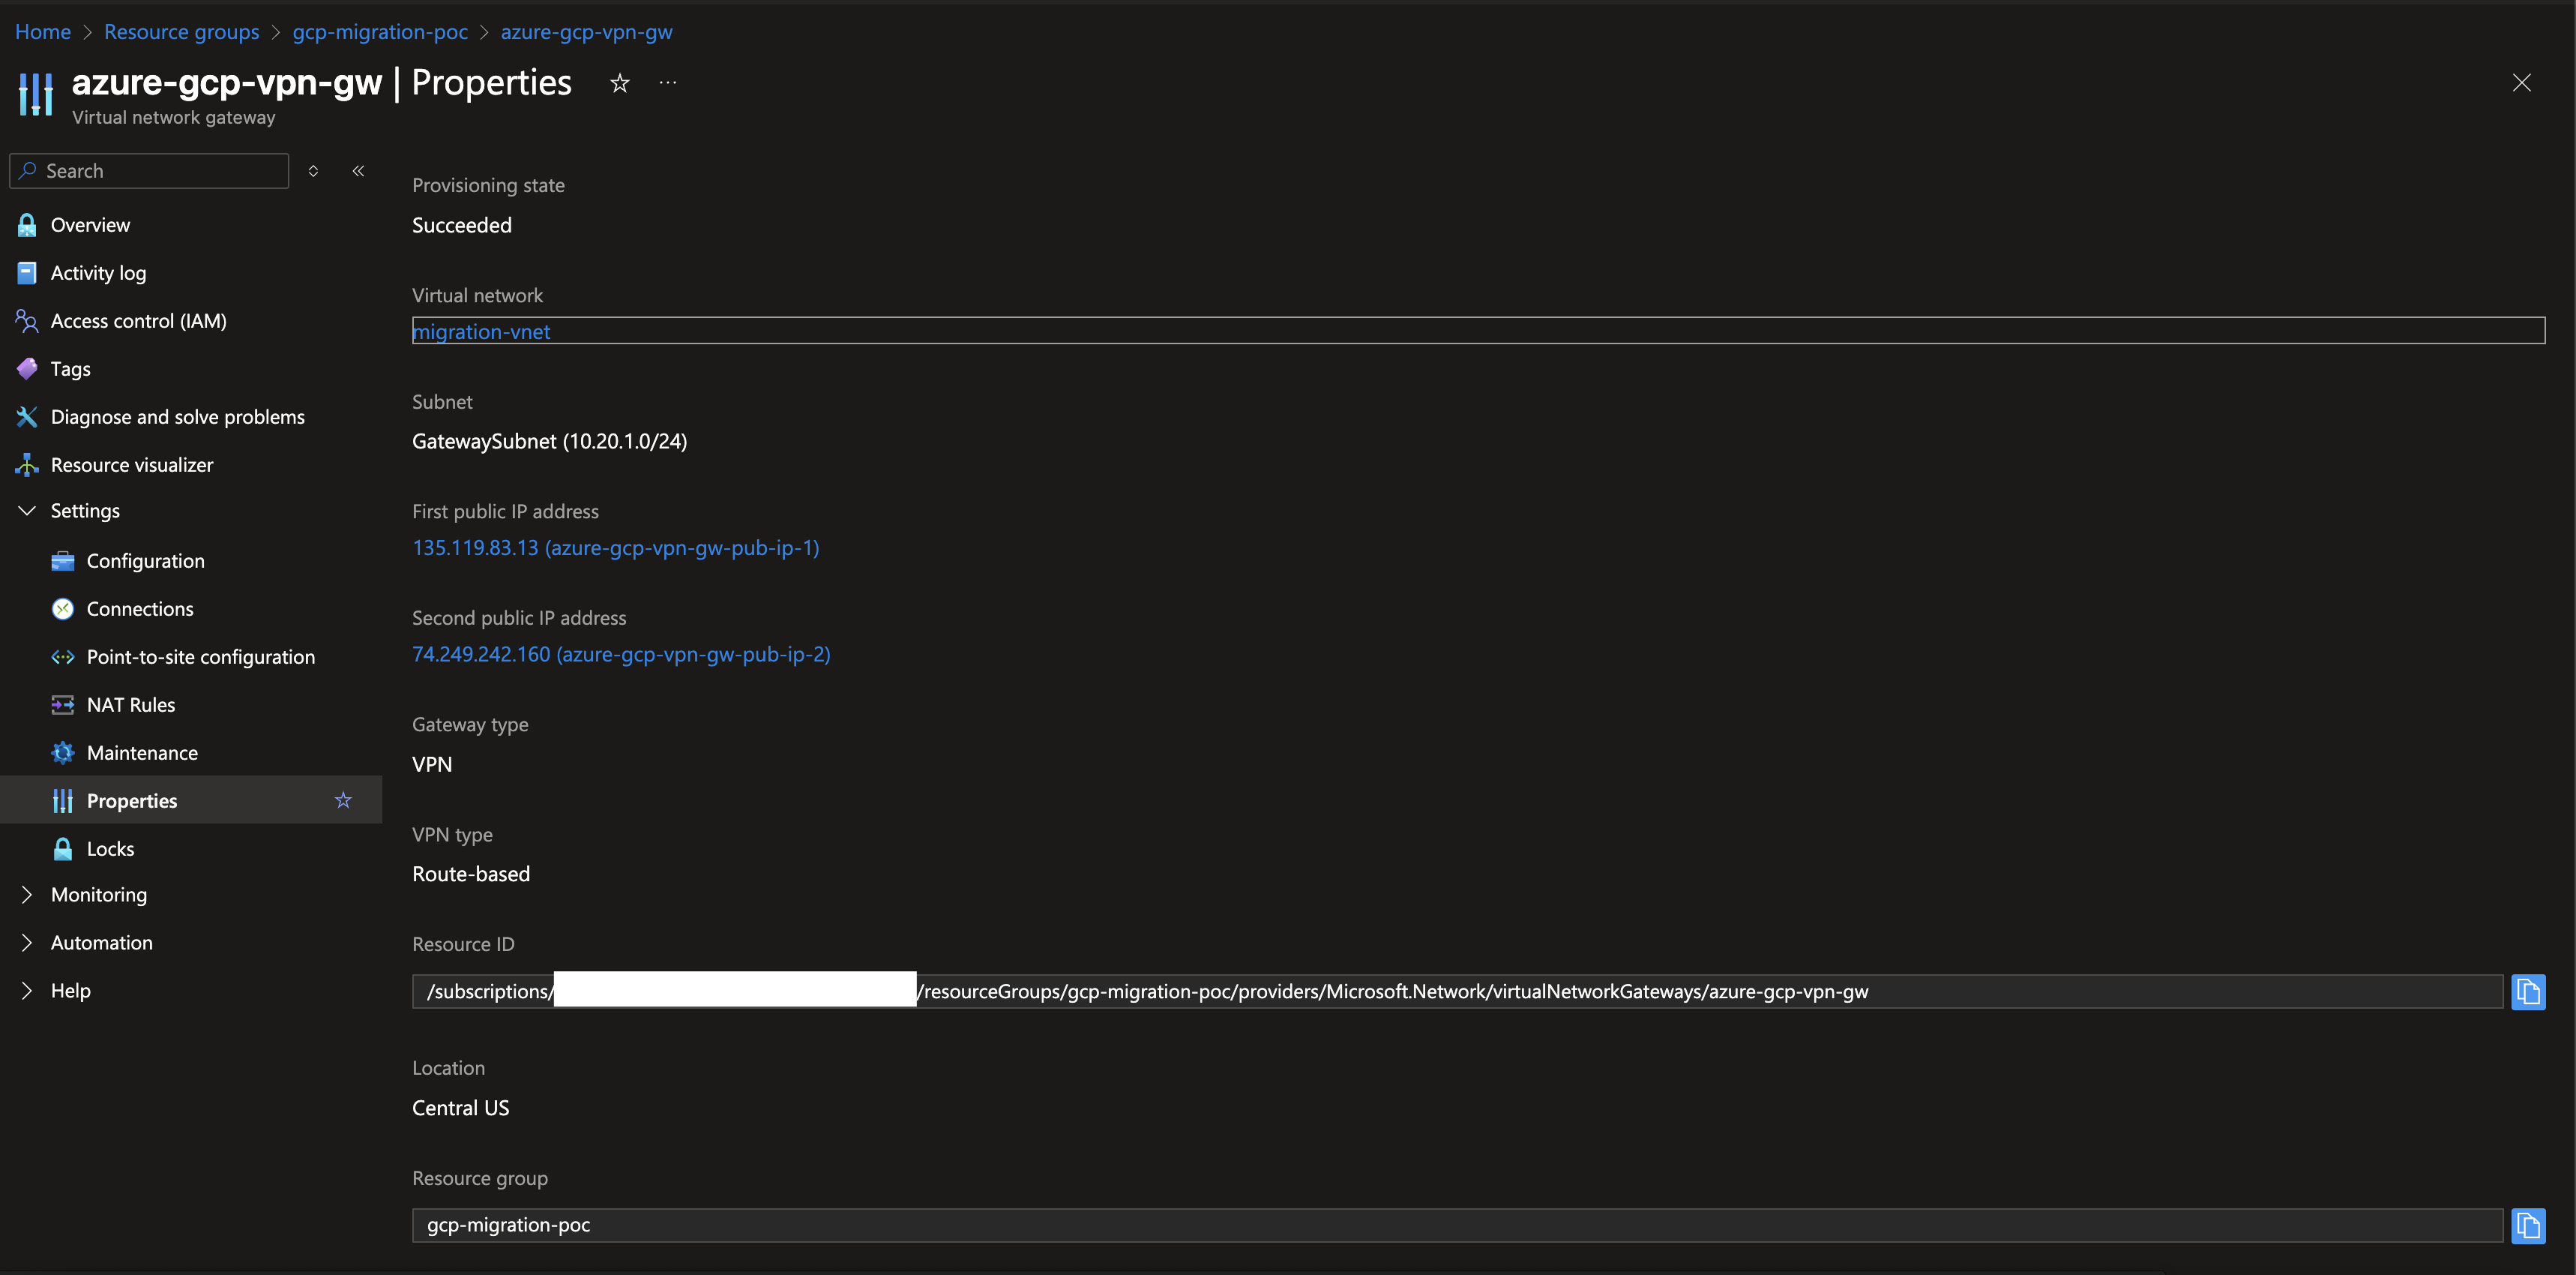 Home > Resource groups > gcp-migration-poc > azure-gcp-vpn-gw
azure-gcp-vpn-gw | Properties
Virtual network gateway
Search
Overview
Activity log
Access control (IAM)
Tags
Diagnose and solve problems
Resource visualizer
Settings
Configuration
Connections
Point-to-site configuration
NAT Rules
Maintenance
Properties
Locks
Monitoring
Automation
Help
Provisioning state
Succeeded
Virtual network
migration-vnet
Subnet
GatewaySubnet (10.20.1.0/24)
First public IP address
135.119.83.13 (azure-gcp-vpn-gw-pub-ip-1)
Second public IP address
74.249.242.160 (azure-gcp-vpn-gw-pub-ip-2)
Gateway type
VPN
VPN type
Route-based
Resource ID
/subscriptions/ /resourceGroups/gcp-migration-poc/providers/Microsoft.Network/virtualNetworkGateways/azure-gcp-vpn-gw
Location
Central US
Resource group
gcp-migration-poc